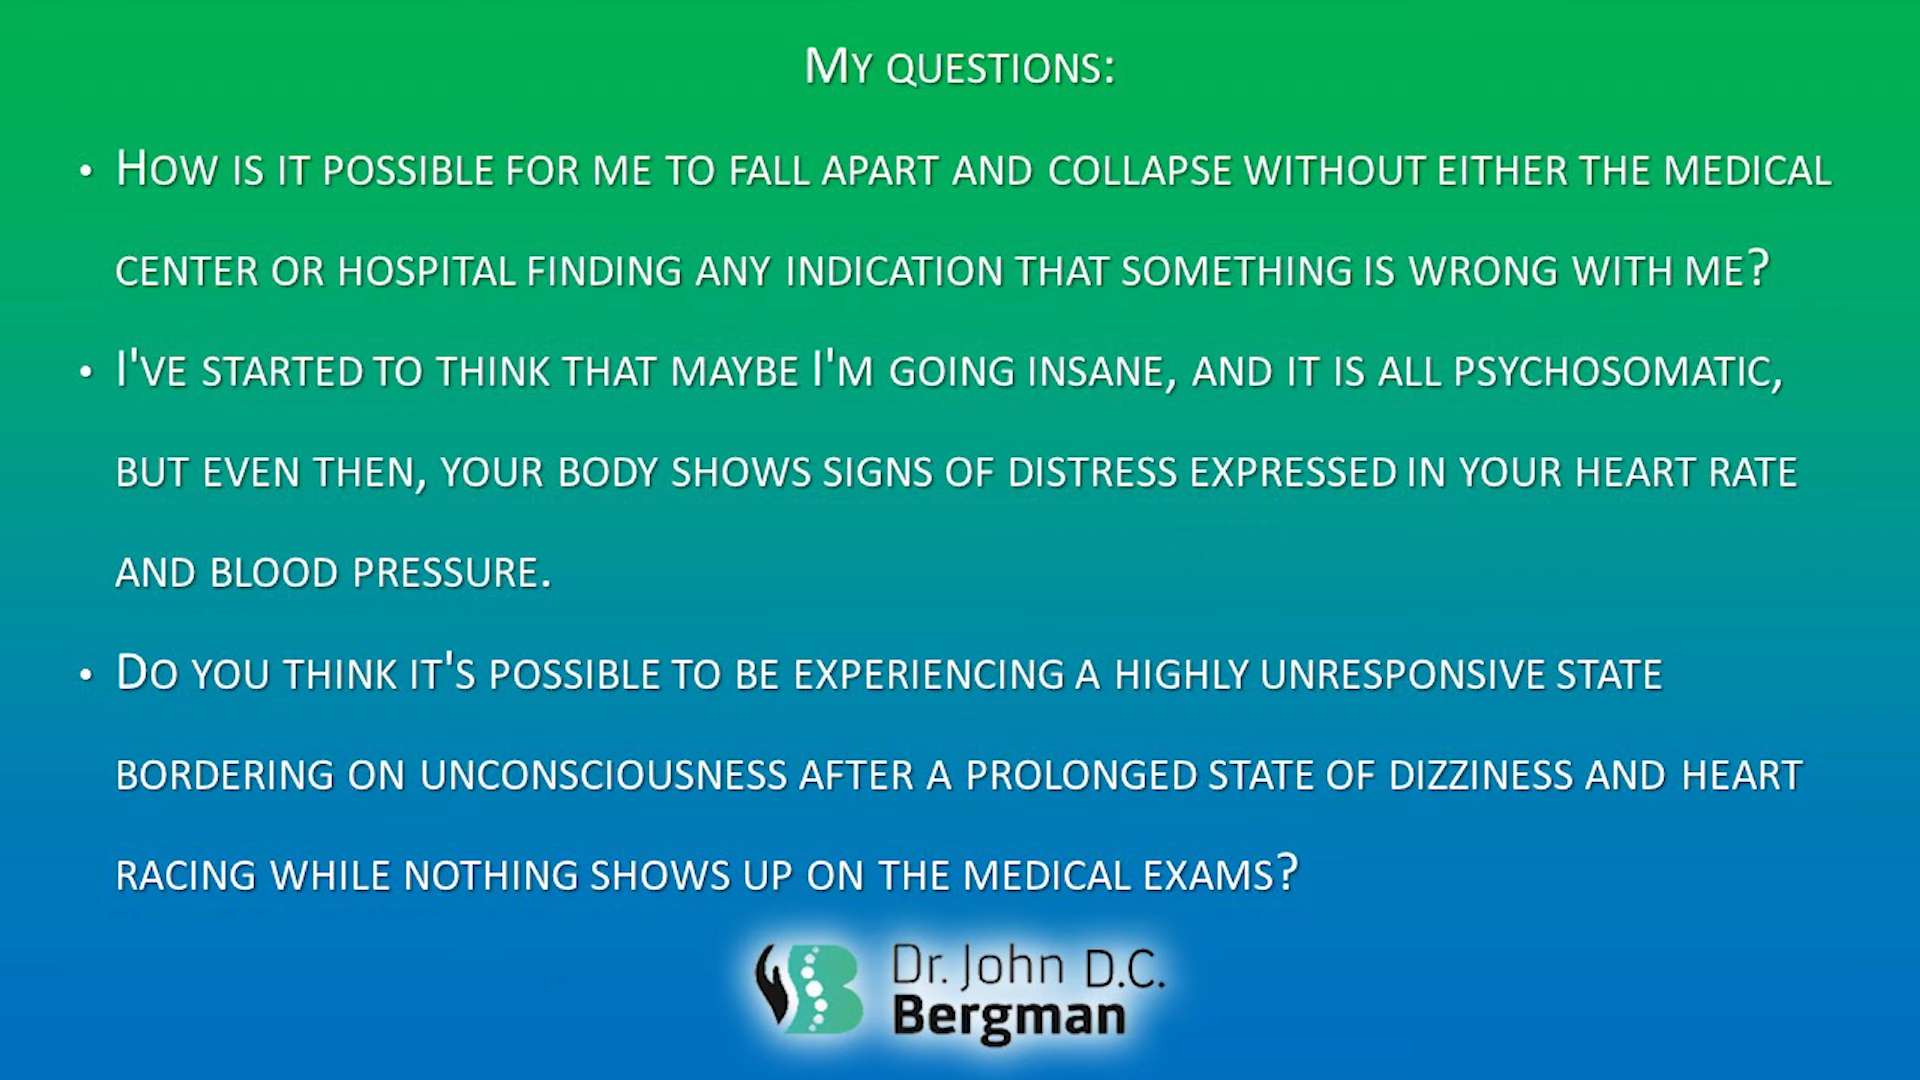 My questions:
• How is it possible for me to fall apart and collapse without either the medical
center or hospital finding any indication that something is wrong with me?
• I've started to think that maybe I'm going insane, and it is all psychosomatic,
but even then, your body shows signs of distress expressed in your heart rate
and blood pressure.
• Do you think it's possible to be experiencing a highly unresponsive state
bordering on unconsciousness after a prolonged state of dizziness and heart
racing while nothing shows up on the medical exams?
Dr. John D.C.
Bergman